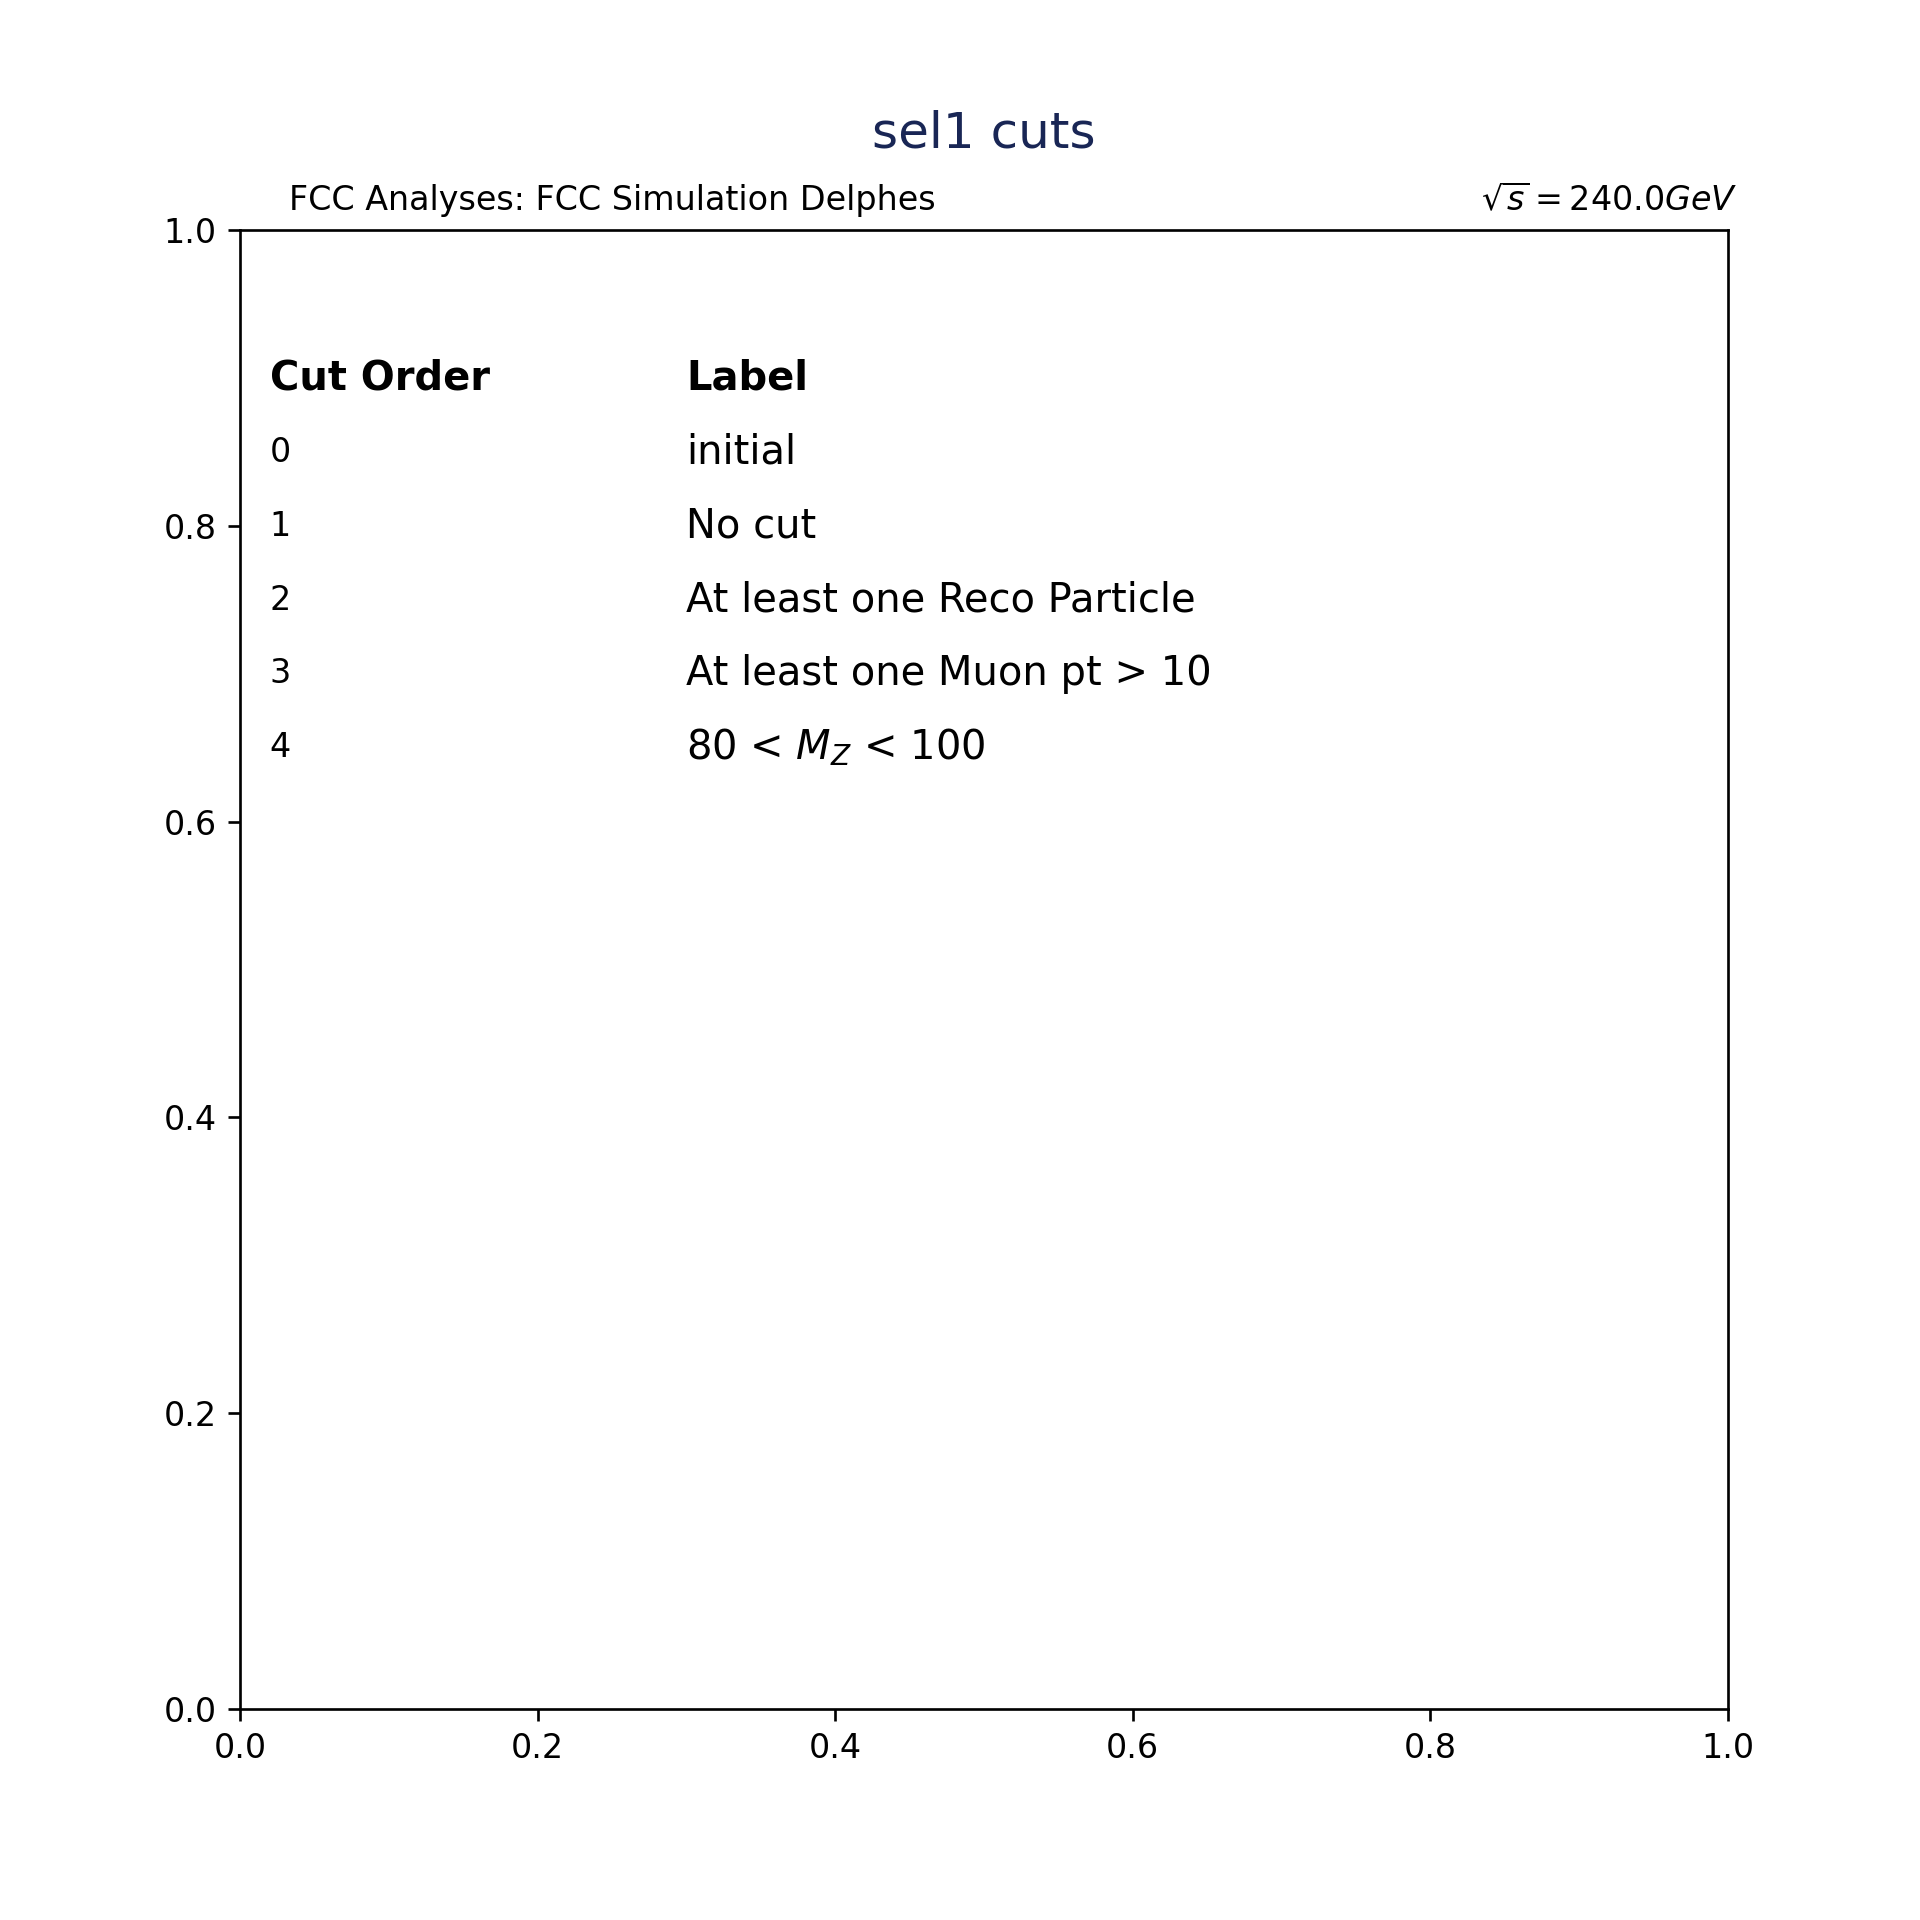 sel1 cuts
FCC Analyses: FCC Simulation Delphes √s = 240.0GeV
1.0
Cut Order Label
0 initial
0.8 1 No cut
2 At least one Reco Particle
3 At least one Muon pt > 10
4 80 < M_Z < 100
0.6
0.4
0.2
0.0
0.0 0.2 0.4 0.6 0.8 1.0